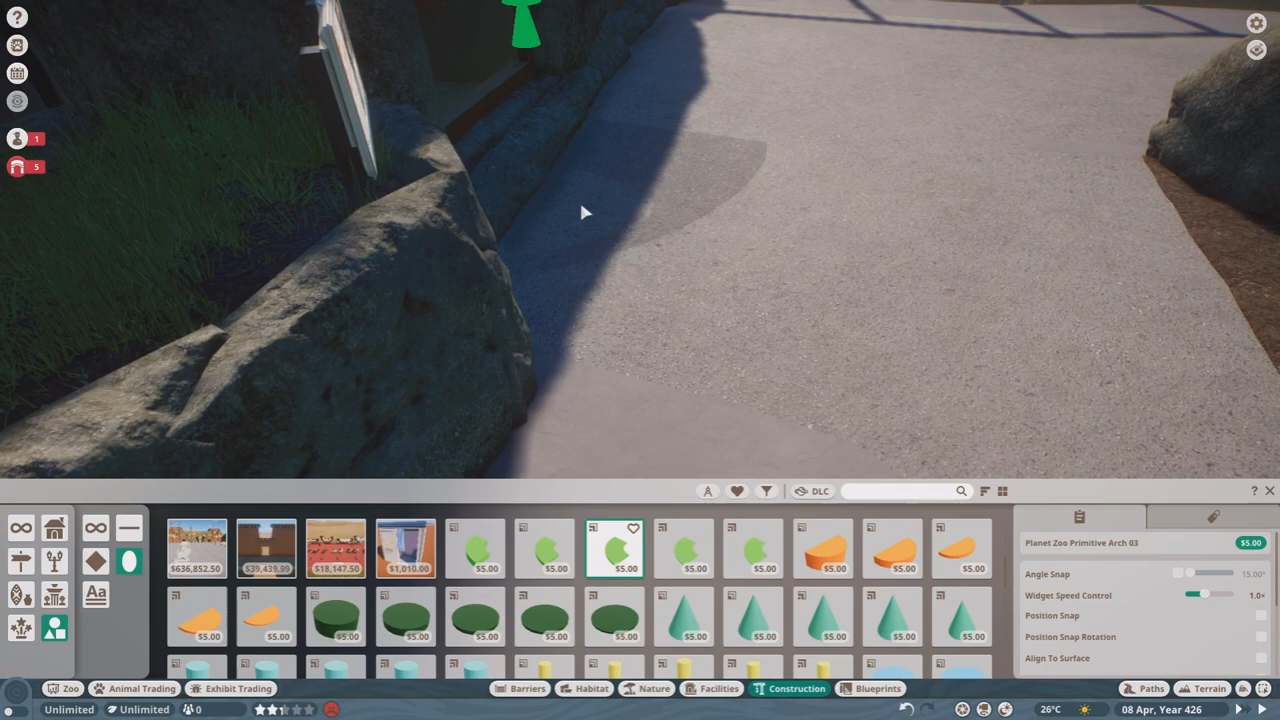 ?
1
5
DLC
? ×
$636,852.50 $39,439.99 $18,147.50 $1,010.00 $5.00 $5.00 $5.00 $5.00 $5.00 $5.00 $5.00 $5.00
$5.00 $5.00 $5.00 $5.00 $5.00 $5.00 $5.00 $5.00 $5.00 $5.00 $5.00 $5.00
Aa
Planet Zoo Primitive Arch 03 $5.00
Angle Snap 15.00°
Widget Speed Control 1.0×
Position Snap
Position Snap Rotation
Align To Surface
Zoo Animal Trading Exhibit Trading Barriers Habitat Nature Facilities Construction Blueprints Paths Terrain
Unlimited Unlimited 0 26°C 08 Apr, Year 426